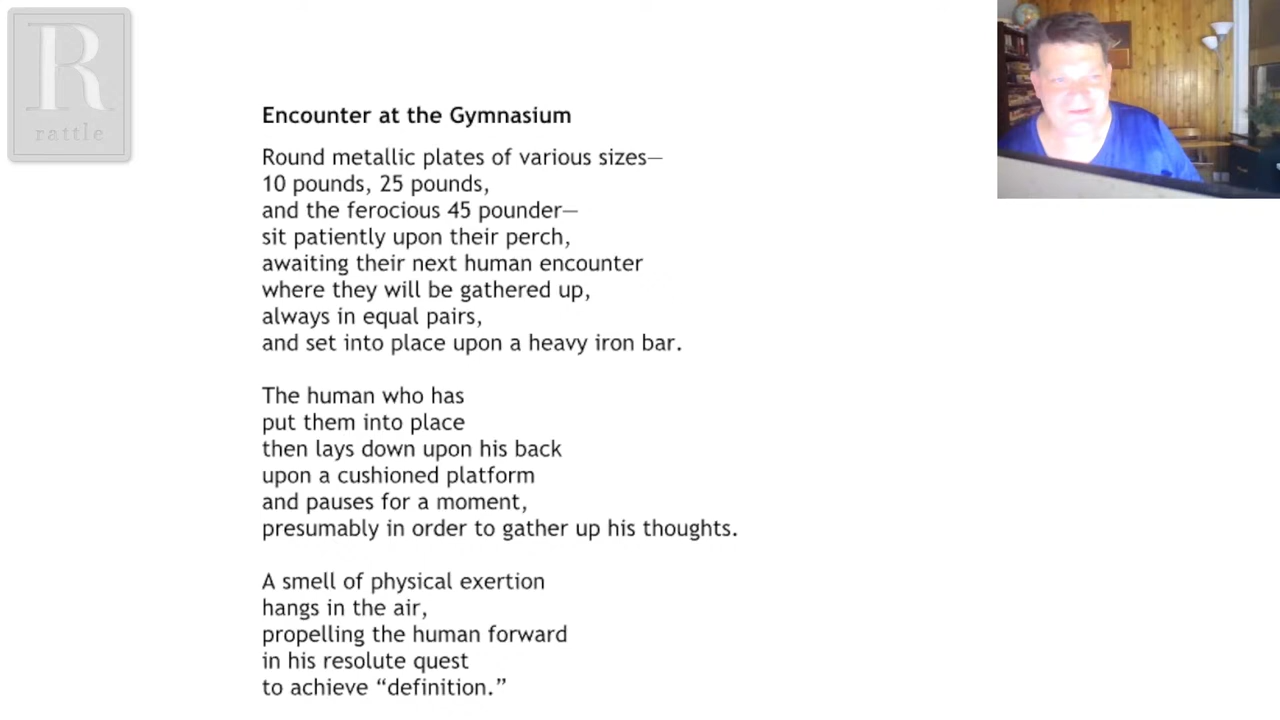 R
rattle
Encounter at the Gymnasium
Round metallic plates of various sizes—
10 pounds, 25 pounds,
and the ferocious 45 pounder—
sit patiently upon their perch,
awaiting their next human encounter
where they will be gathered up,
always in equal pairs,
and set into place upon a heavy iron bar.
The human who has
put them into place
then lays down upon his back
upon a cushioned platform
and pauses for a moment,
presumably in order to gather up his thoughts.
A smell of physical exertion
hangs in the air,
propelling the human forward
in his resolute quest
to achieve “definition.”